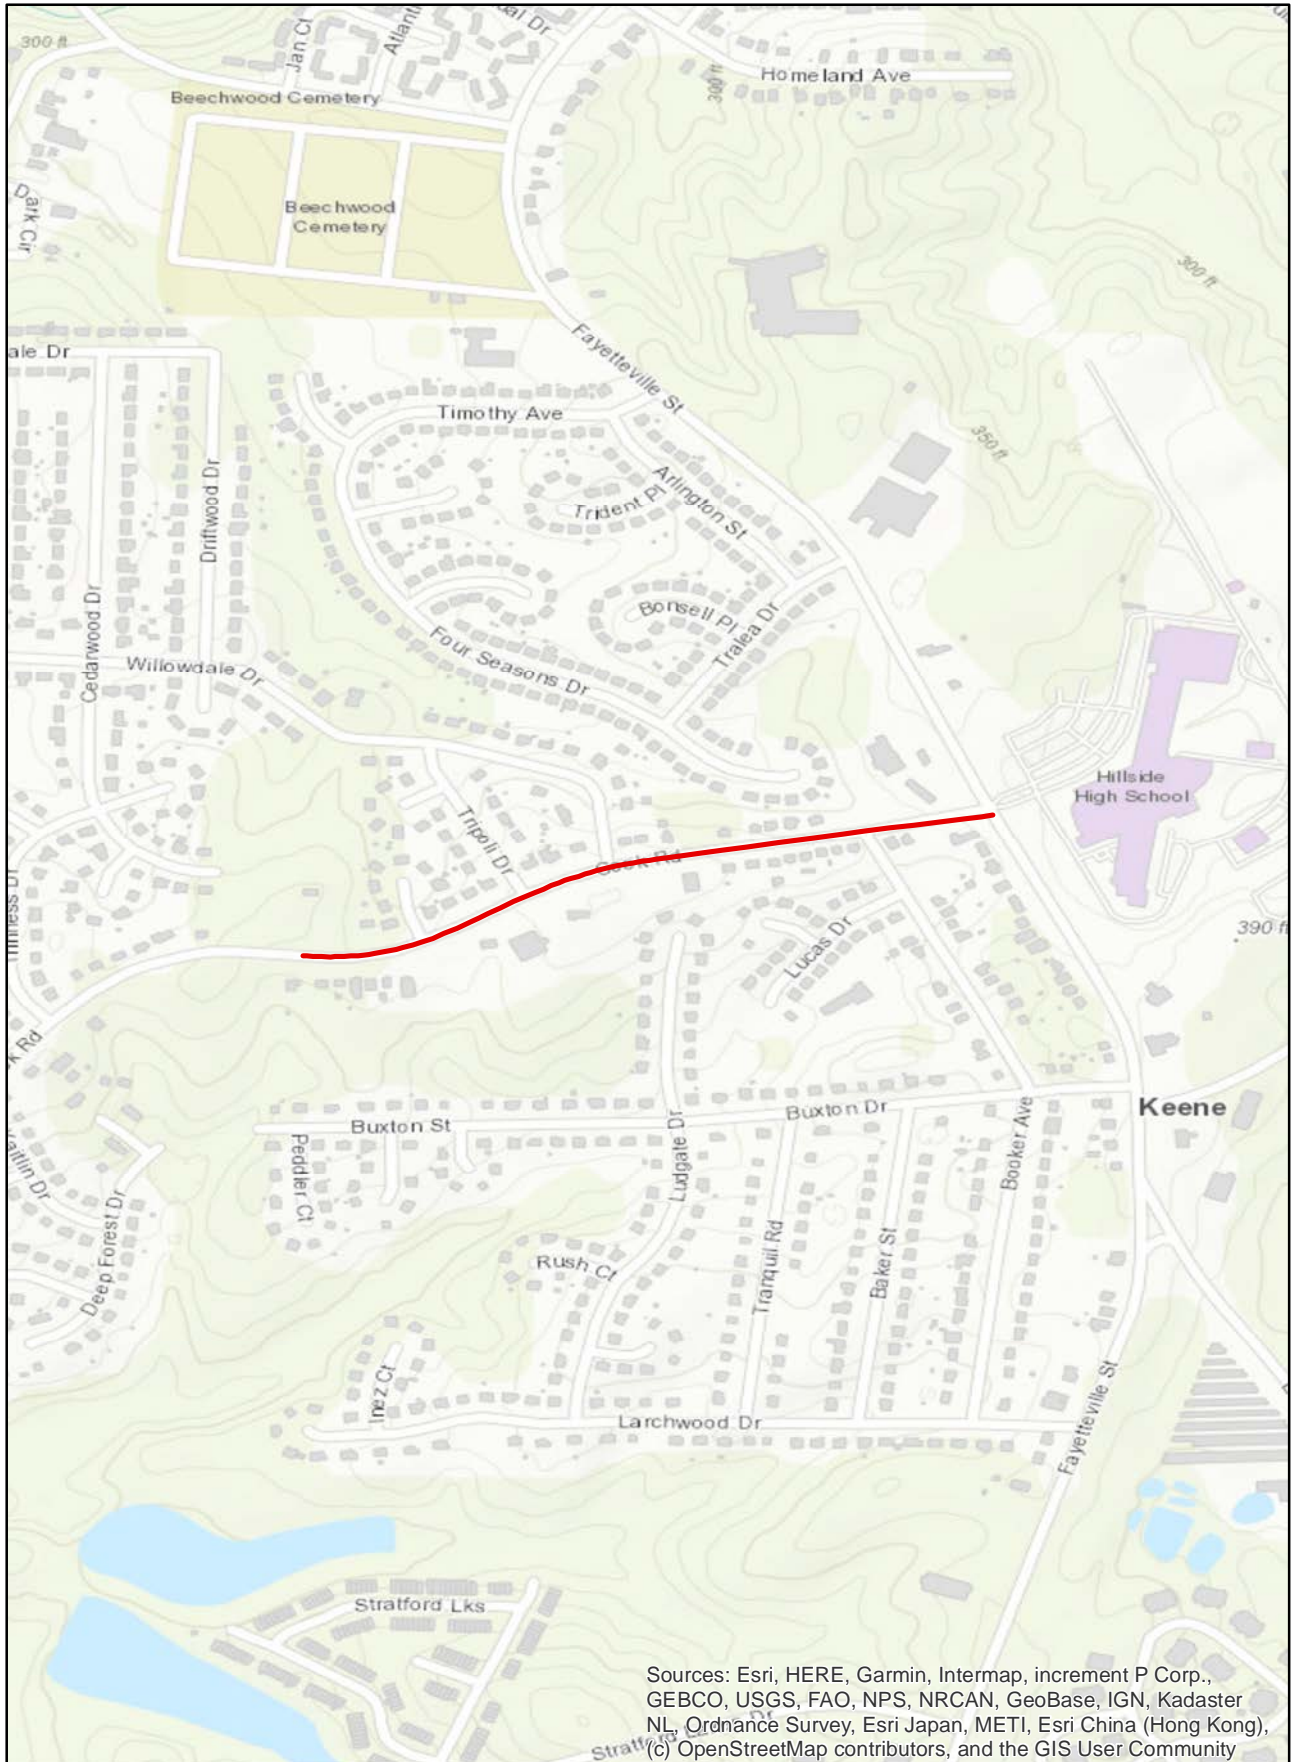 300 ft
Jan Ct
Homeland Ave
300 ft
Beechwood Cemetery
Beechwood
Cemetery
Dark Cir
300 ft
Fayetteville St
ale Dr
Timothy Ave
350 ft
Arlington St
Trident Pl
Driftwood Dr
Bonsell Pl
Tralea Dr
Cedarwood Dr
Four Seasons Dr
Willowdale Dr
Hillside
High School
Tripoli Dr
Cook Rd
390 ft
Lucas Dr
k Rd
Buxton Dr
Keene
Buxton St
Booker Ave
Peddler Ct
Ludgate Dr
aitlin Dr
Deep Forest Dr
Rush Ct
Tranquil Rd
Baker St
Inez Ct
Larchwood Dr
Fayetteville St
Stratford Lks
Sources: Esri, HERE, Garmin, Intermap, increment P Corp.,
GEBCO, USGS, FAO, NPS, NRCAN, GeoBase, IGN, Kadaster
NL, Ordnance Survey, Esri Japan, METI, Esri China (Hong Kong),
(c) OpenStreetMap contributors, and the GIS User Community